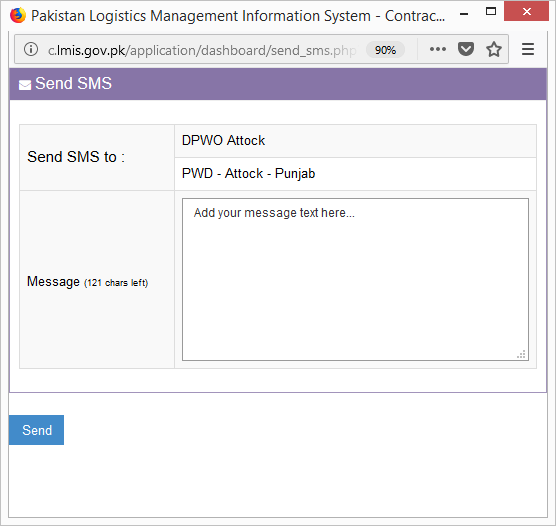 Pakistan Logistics Management Information System - Contrac...
c.lmis.gov.pk/application/dashboard/send_sms.php
90%
Send SMS
Send SMS to :
DPWO Attock
PWD - Attock - Punjab
Message (121 chars left)
Add your message text here...
Send